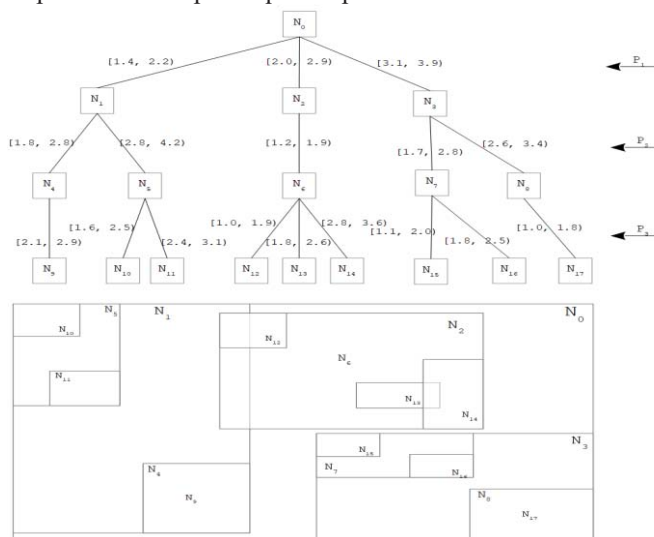 N0
[1.4, 2.2] [2.0, 2.9] [3.1, 3.9]
P1
N1 N2 N3
[1.8, 2.8] [2.8, 4.2] [1.2, 1.9] [1.7, 2.8] [2.6, 3.4]
P2
N4 N5 N6 N7 N8
[2.1, 2.9] [1.6, 2.5] [2.4, 3.1] [1.0, 1.9] [1.8, 2.6] [2.8, 3.6] [1.1, 2.0] [1.8, 2.5] [1.0, 1.8]
P3
N9 N10 N11 N12 N13 N14 N15 N16 N17
N5 N1 N0
N10 N2
N12
N6
N11
N13
N14
N3
N15
N4 N7
N16
N9 N8
N17